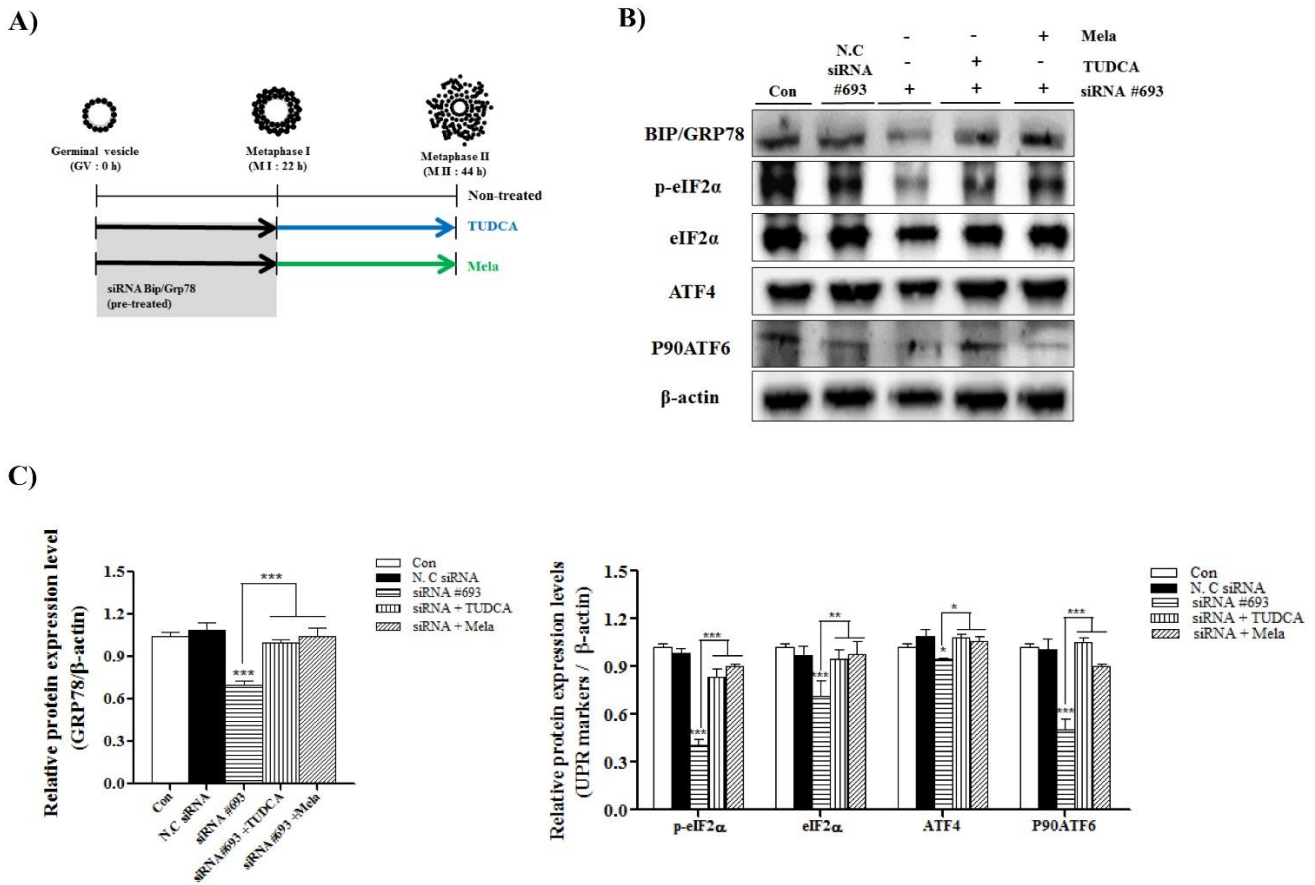 A)
Germinal vesicle
(GV : 0 h)
Metaphase I
(M I : 22 h)
Metaphase II
(M II : 44 h)
Non-treated
TUDCA
Mela
siRNA Bip/Grp78
(pre-treated)
B)
- - + Mela
- + - TUDCA
Con N.C siRNA #693 + + + siRNA #693
BIP/GRP78
p-eIF2α
eIF2α
ATF4
P90ATF6
β-actin
C)
Relative protein expression level
(GRP78/β-actin)
1.5
1.2
0.9
0.6
0.3
0.0
***
***
Con
N.C siRNA
siRNA #693
siRNA#693 +TUDCA
siRNA#693 +Mela
Con
N. C siRNA
siRNA #693
siRNA + TUDCA
siRNA + Mela
Relative protein expression levels
(UPR markers / β-actin)
1.5
1.2
0.9
0.6
0.3
0.0
***
***
**
***
*
*
***
***
p-eIF2α
eIF2α
ATF4
P90ATF6
Con
N. C siRNA
siRNA #693
siRNA + TUDCA
siRNA + Mela